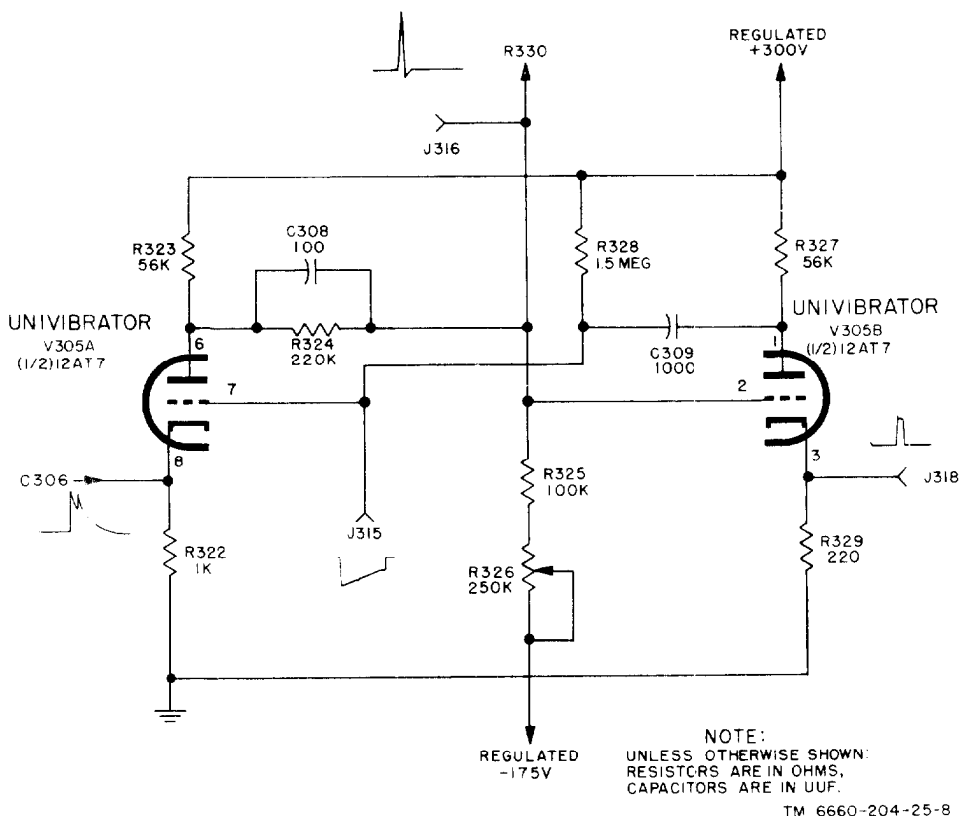 R330
REGULATED
+300V
J316
R323
56K
C308
100
R324
220K
R328
1.5 MEG
R327
56K
C309
1000
UNIVIBRATOR
V305A
(1/2)12AT7
6
7
8
UNIVIBRATOR
V305B
(1/2)12AT7
1
2
3
C306
R322
1K
J315
R325
100K
R326
250K
J318
R329
220
REGULATED
-175V
NOTE:
UNLESS OTHERWISE SHOWN:
RESISTORS ARE IN OHMS,
CAPACITORS ARE IN UUF.
TM 6660-204-25-8